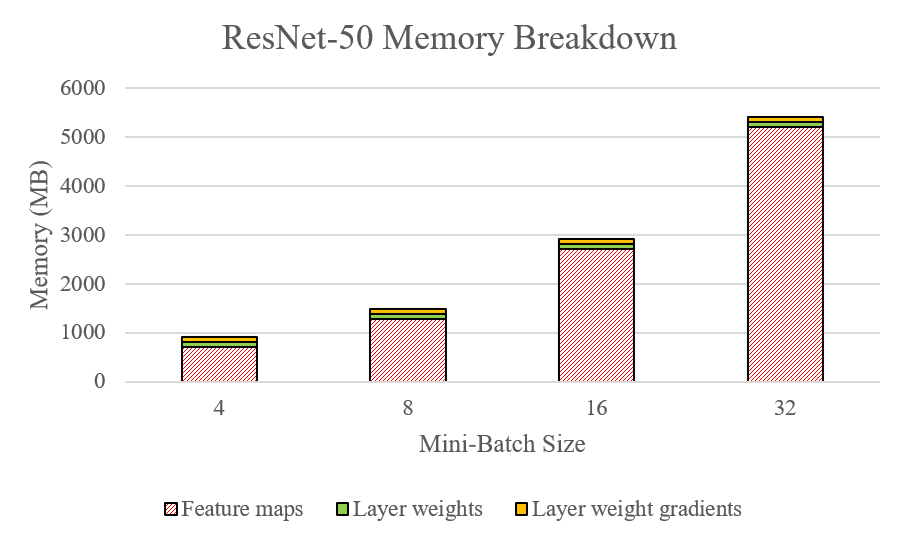 ResNet-50 Memory Breakdown
6000
5000
4000
3000
2000
1000
0
Memory (MB)
4 8 16 32
Mini-Batch Size
Feature maps Layer weights Layer weight gradients